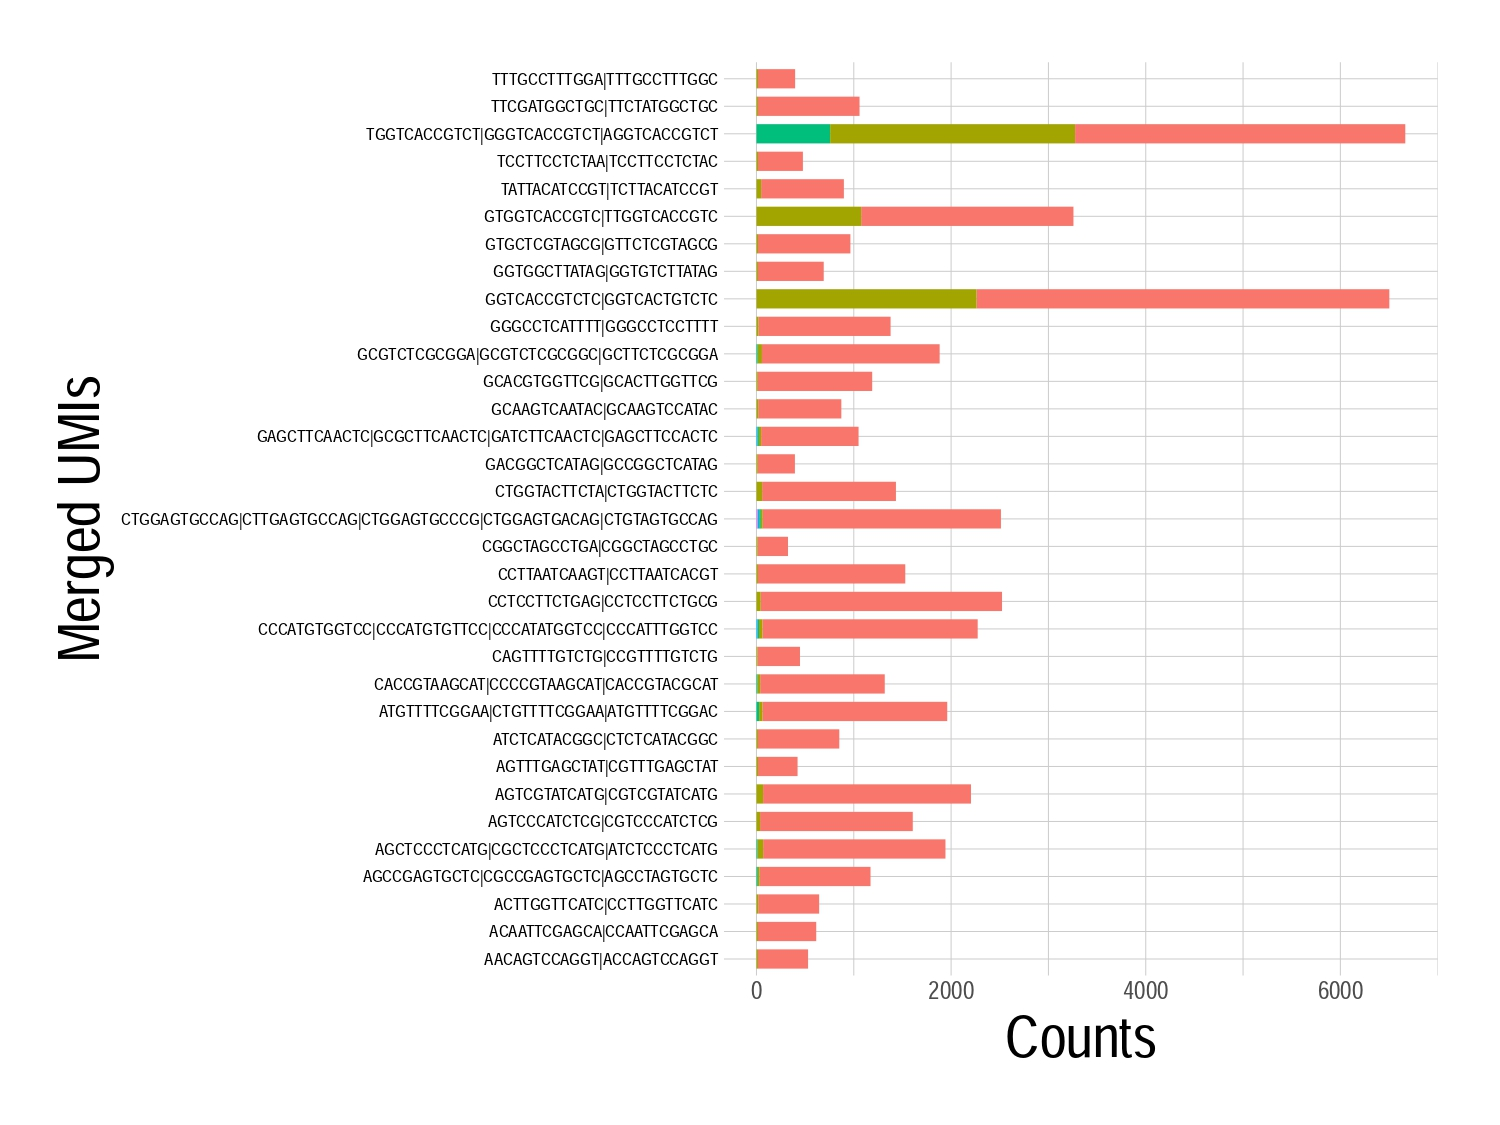 TTTGCCTTTGGA|TTTGCCTTTGGC
TTCGATGGCTGC|TTCTATGGCTGC
TGGTCACCGTCT|GGGTCACCGTCT|AGGTCACCGTCT
TCCTTCCTCTAA|TCCTTCCTCTAC
TATTACATCCGT|TCTTACATCCGT
GTGGTCACCGTC|TTGGTCACCGTC
GTGCTCGTAGCG|GTTCTCGTAGCG
GGTGGCTTATAG|GGTGTCTTATAG
GGTCACCGTCTC|GGTCACTGTCTC
GGGCCTCATTTT|GGGCCTCCTTTT
GCGTCTCGCGGA|GCGTCTCGCGGC|GCTTCTCGCGGA
GCACGTGGTTCG|GCACTTGGTTCG
GCAAGTCAATAC|GCAAGTCCATAC
GAGCTTCAACTC|GCGCTTCAACTC|GATCTTCAACTC|GAGCTTCCACTC
GACGGCTCATAG|GCCGGCTCATAG
CTGGTACTTCTA|CTGGTACTTCTC
CTGGAGTGCCAG|CTTGAGTGCCAG|CTGGAGTGCCCG|CTGGAGTGACAG|CTGTAGTGCCAG
CGGCTAGCCTGA|CGGCTAGCCTGC
CCTTAATCAAGT|CCTTAATCACGT
CCTCCTTCTGAG|CCTCCTTCTGCG
CCCATGTGGTCC|CCCATGTGTTCC|CCCATATGGTCC|CCCATTTGGTCC
CAGTTTTGTCTG|CCGTTTTGTCTG
CACCGTAAGCAT|CCCCGTAAGCAT|CACCGTACGCAT
ATGTTTTCGGAA|CTGTTTTCGGAA|ATGTTTTCGGAC
ATCTCATACGGC|CTCTCATACGGC
AGTTTGAGCTAT|CGTTTGAGCTAT
AGTCGTATCATG|CGTCGTATCATG
AGTCCCATCTCG|CGTCCCATCTCG
AGCTCCCTCATG|CGCTCCCTCATG|ATCTCCCTCATG
AGCCGAGTGCTC|CGCCGAGTGCTC|AGCCTAGTGCTC
ACTTGGTTCATC|CCTTGGTTCATC
ACAATTCGAGCA|CCAATTCGAGCA
AACAGTCCAGGT|ACCAGTCCAGGT
Merged UMIs
0 2000 4000 6000
Counts